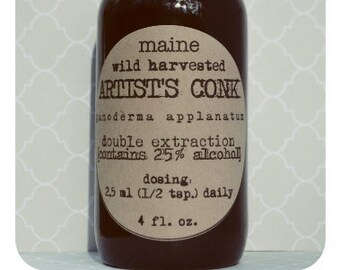 maine
wild harvested
ARTIST'S CONK
ganoderma applanatum
double extraction
(contains 25% alcohol)
dosing:
2.5 ml (1/2 tsp.) daily
4 fl. oz.